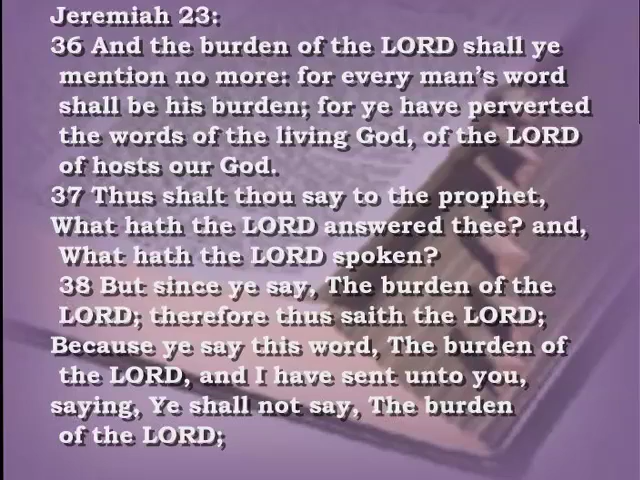 Jeremiah 23:
36 And the burden of the LORD shall ye
mention no more: for every man's word
shall be his burden; for ye have perverted
the words of the living God, of the LORD
of hosts our God.
37 Thus shalt thou say to the prophet,
What hath the LORD answered thee? and,
What hath the LORD spoken?
38 But since ye say, The burden of the
LORD; therefore thus saith the LORD;
Because ye say this word, The burden of
the LORD, and I have sent unto you,
saying, Ye shall not say, The burden
of the LORD;